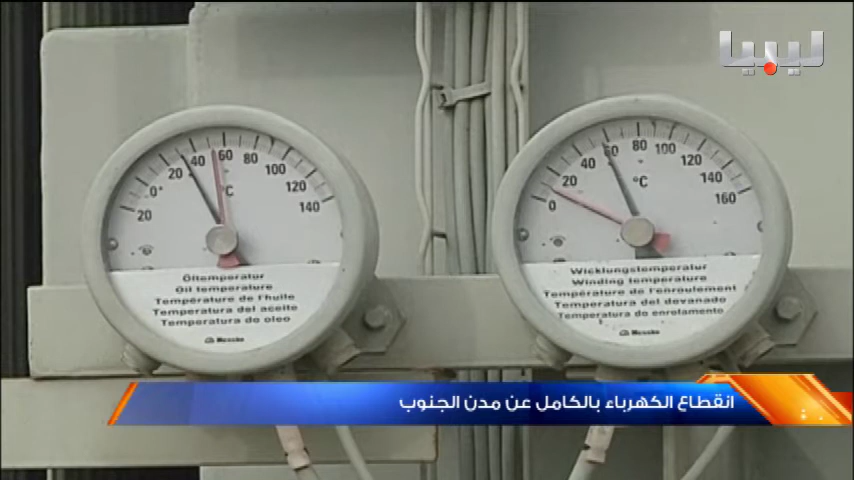 ليبيا
20 0° 20 40 60 80 100 120 140
°C
Öltemperatur
Oil temperature
Température de l'huile
Temperatura del aceite
Temperatura do oleo
Messko
0 20 40 60 80 100 120 140 160
°C
Wicklungstemperatur
Winding temperature
Température de l'enroulement
Temperatura del devanado
Temperatura do enrolamento
Messko
انقطاع الكهرباء بالكامل عن مدن الجنوب